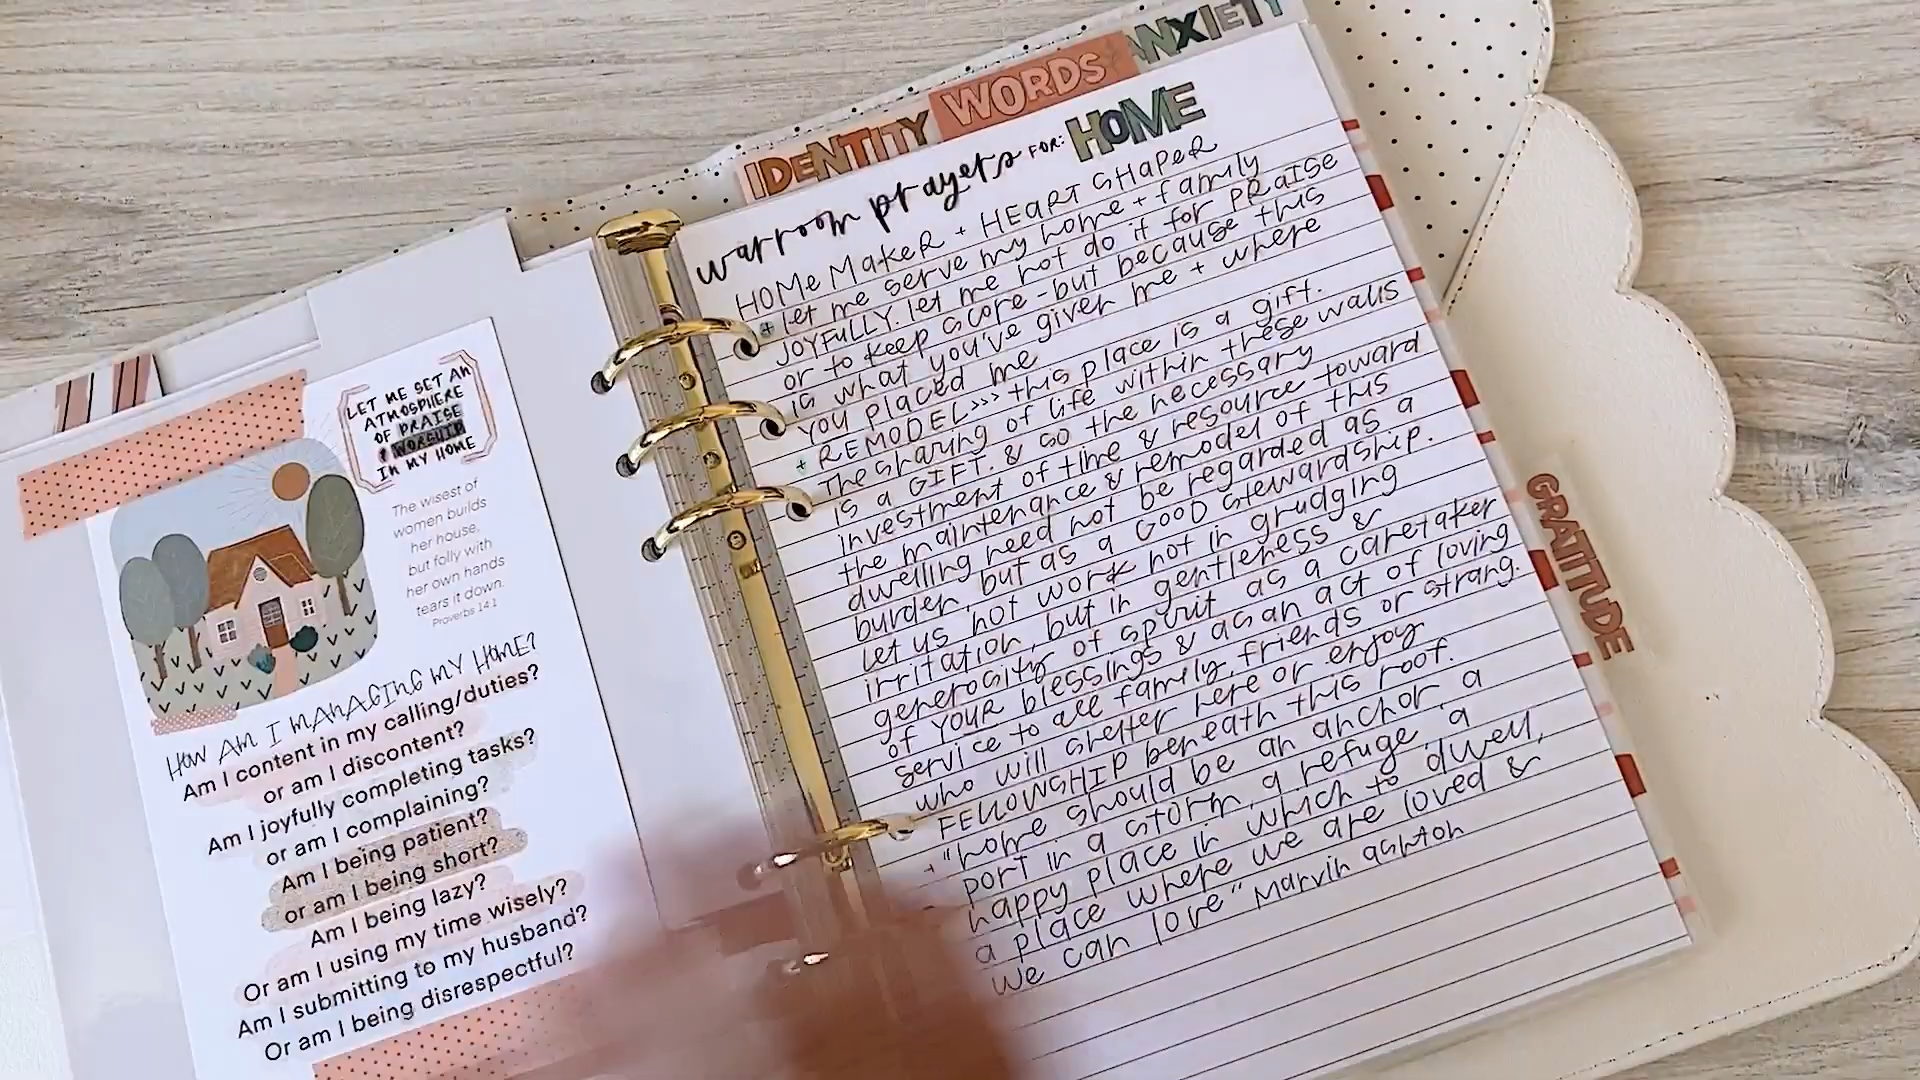 LET ME SET AN
ATMOSPHERE
OF PRAISE
& WORSHIP
IN MY HOME
The wisest of
women builds
her house,
but folly with
her own hands
tears it down.
Proverbs 14:1
HOW AM I MANAGING MY HOME?
Am I content in my calling/duties?
or am I discontent?
Am I joyfully completing tasks?
or am I complaining?
Am I being patient?
or am I being short?
Am I being lazy?
Or am I using my time wisely?
Am I submitting to my husband?
Or am I being disrespectful?
IDENTITY
WORDS
ANXIETY
warroom prayers FOR: HOME
HOME MAKER + HEART SHAPER
+ let me serve my home + family
JOYFULLY. let me not do it for PRAISE
or to keep score - but because this
is what you've given me + where
you placed me
+ REMODEL >>> this place is a gift.
The sharing of life within these walls
is a GIFT. & so the necessary
investment of time & resource toward
the maintenance & remodel of this
dwelling need not be regarded as a
burden, but as a GOOD stewardship.
let us not work not in grudging
irritation, but in gentleness &
generosity of spirit as a caretaker
of YOUR blessings & as an act of loving
service to all family, friends or strang.
who will shelter here or enjoy
FELLOWSHIP beneath this roof.
+ "home should be an anchor, a
port in a storm, a refuge, a
happy place in which to dwell,
a place where we are loved &
we can love" Marvin ashton
GRATITUDE